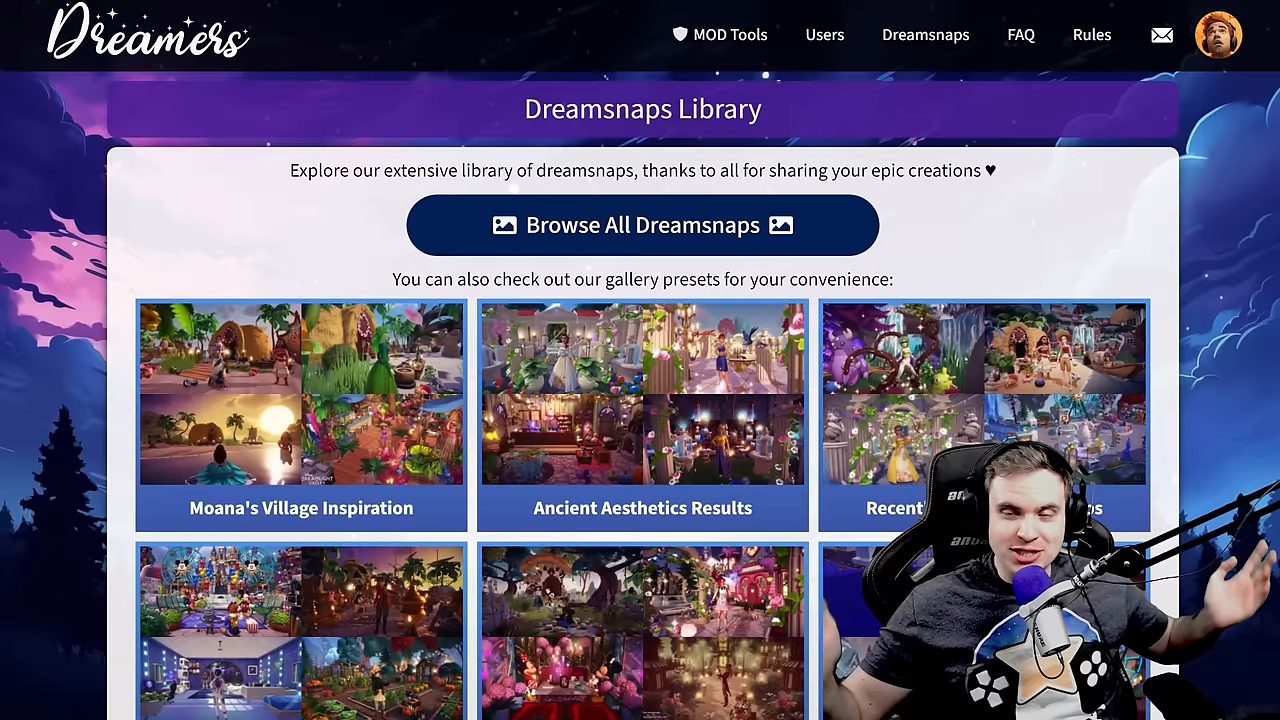 Dreamers
MOD Tools
Users
Dreamsnaps
FAQ
Rules
Dreamsnaps Library
Explore our extensive library of dreamsnaps, thanks to all for sharing your epic creations ♥
Browse All Dreamsnaps
You can also check out our gallery presets for your convenience:
Moana's Village Inspiration
Ancient Aesthetics Results
Recent